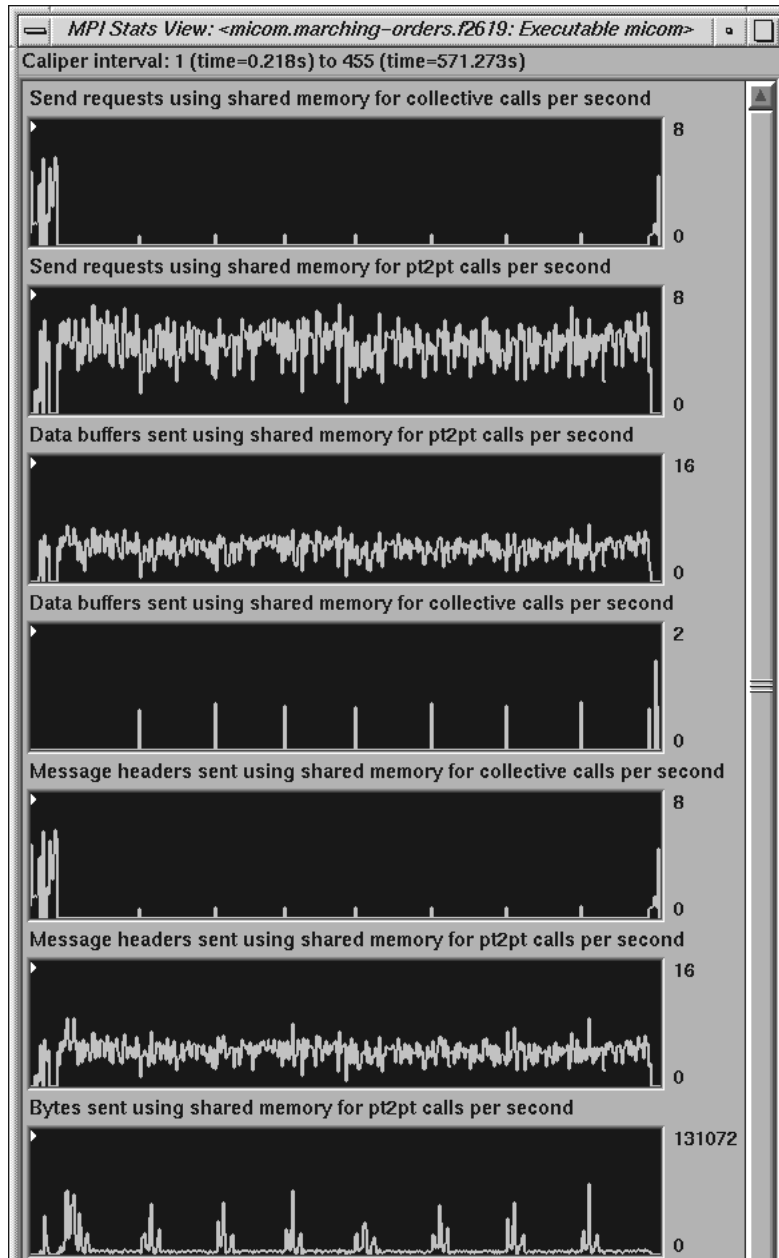 MPI Stats View: <micom.marching-orders.f2619: Executable micom>
Caliper interval: 1 (time=0.218s) to 455 (time=571.273s)
Send requests using shared memory for collective calls per second
8
0
Send requests using shared memory for pt2pt calls per second
8
0
Data buffers sent using shared memory for pt2pt calls per second
16
0
Data buffers sent using shared memory for collective calls per second
2
0
Message headers sent using shared memory for collective calls per second
8
0
Message headers sent using shared memory for pt2pt calls per second
16
0
Bytes sent using shared memory for pt2pt calls per second
131072
0